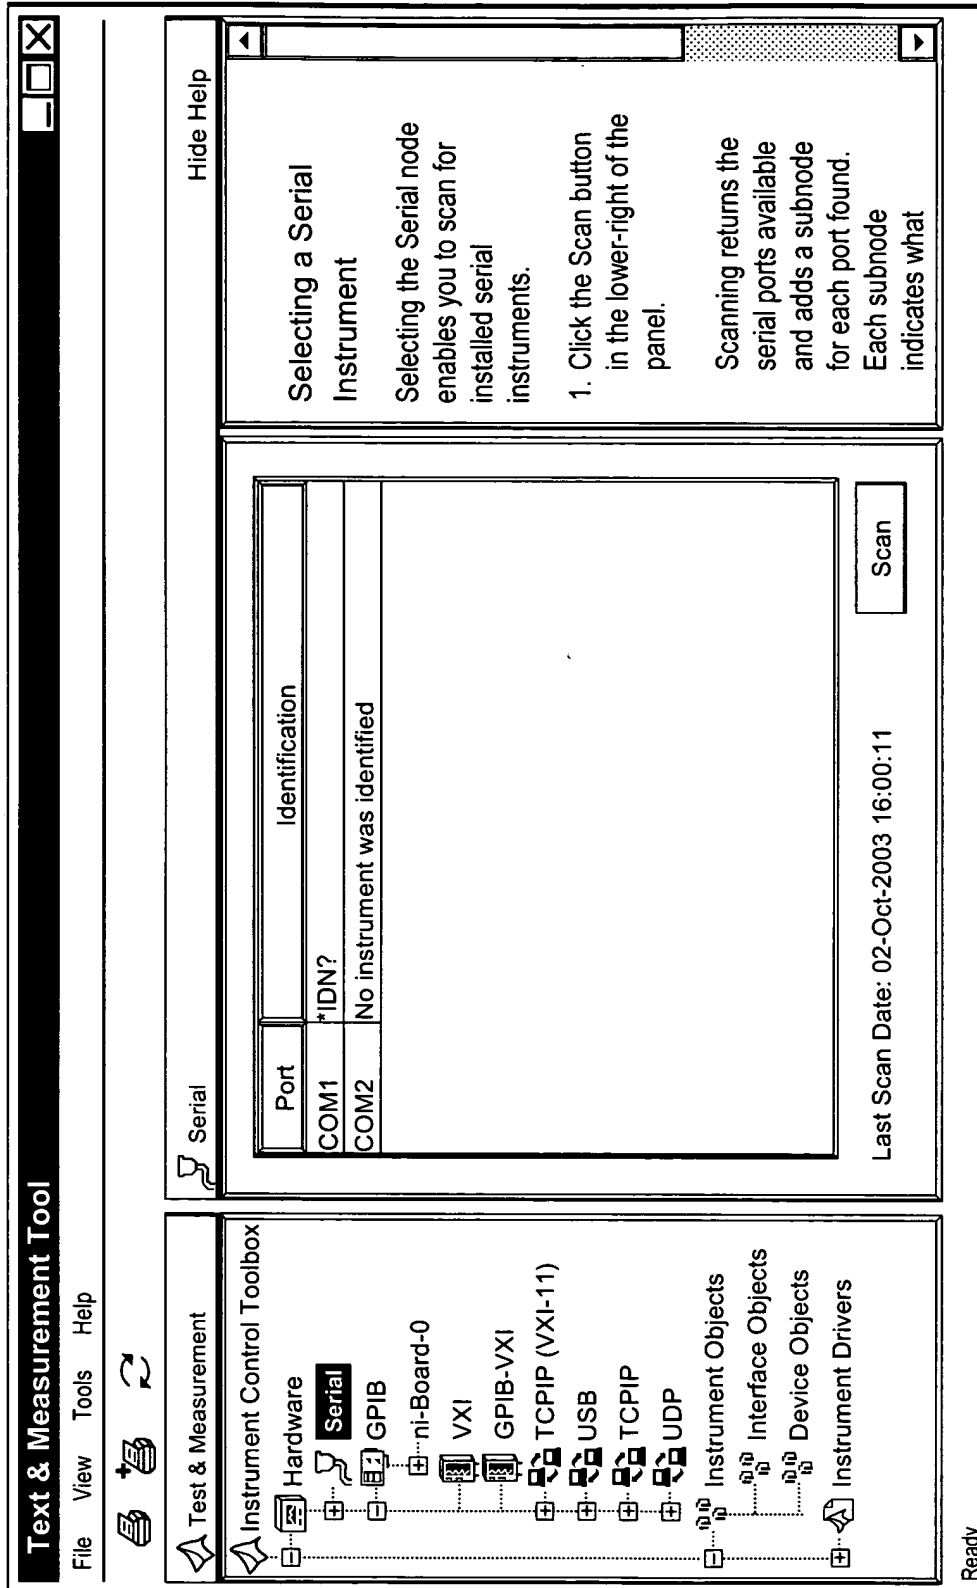 Text & Measurement Tool
File View Tools Help
Test & Measurement
Instrument Control Toolbox
Hardware
Serial
GPIB
ni-Board-0
VXI
GPIB-VXI
TCPIP (VXI-11)
USB
TCPIP
UDP
Instrument Objects
Interface Objects
Device Objects
Instrument Drivers
Serial
Port Identification
COM1 *IDN?
COM2 No instrument was identified
Last Scan Date: 02-Oct-2003 16:00:11
Scan
Hide Help
Selecting a Serial
Instrument
Selecting the Serial node
enables you to scan for
installed serial
instruments.
1. Click the Scan button
in the lower-right of the
panel.
Scanning returns the
serial ports available
and adds a subnode
for each port found.
Each subnode
indicates what
Ready